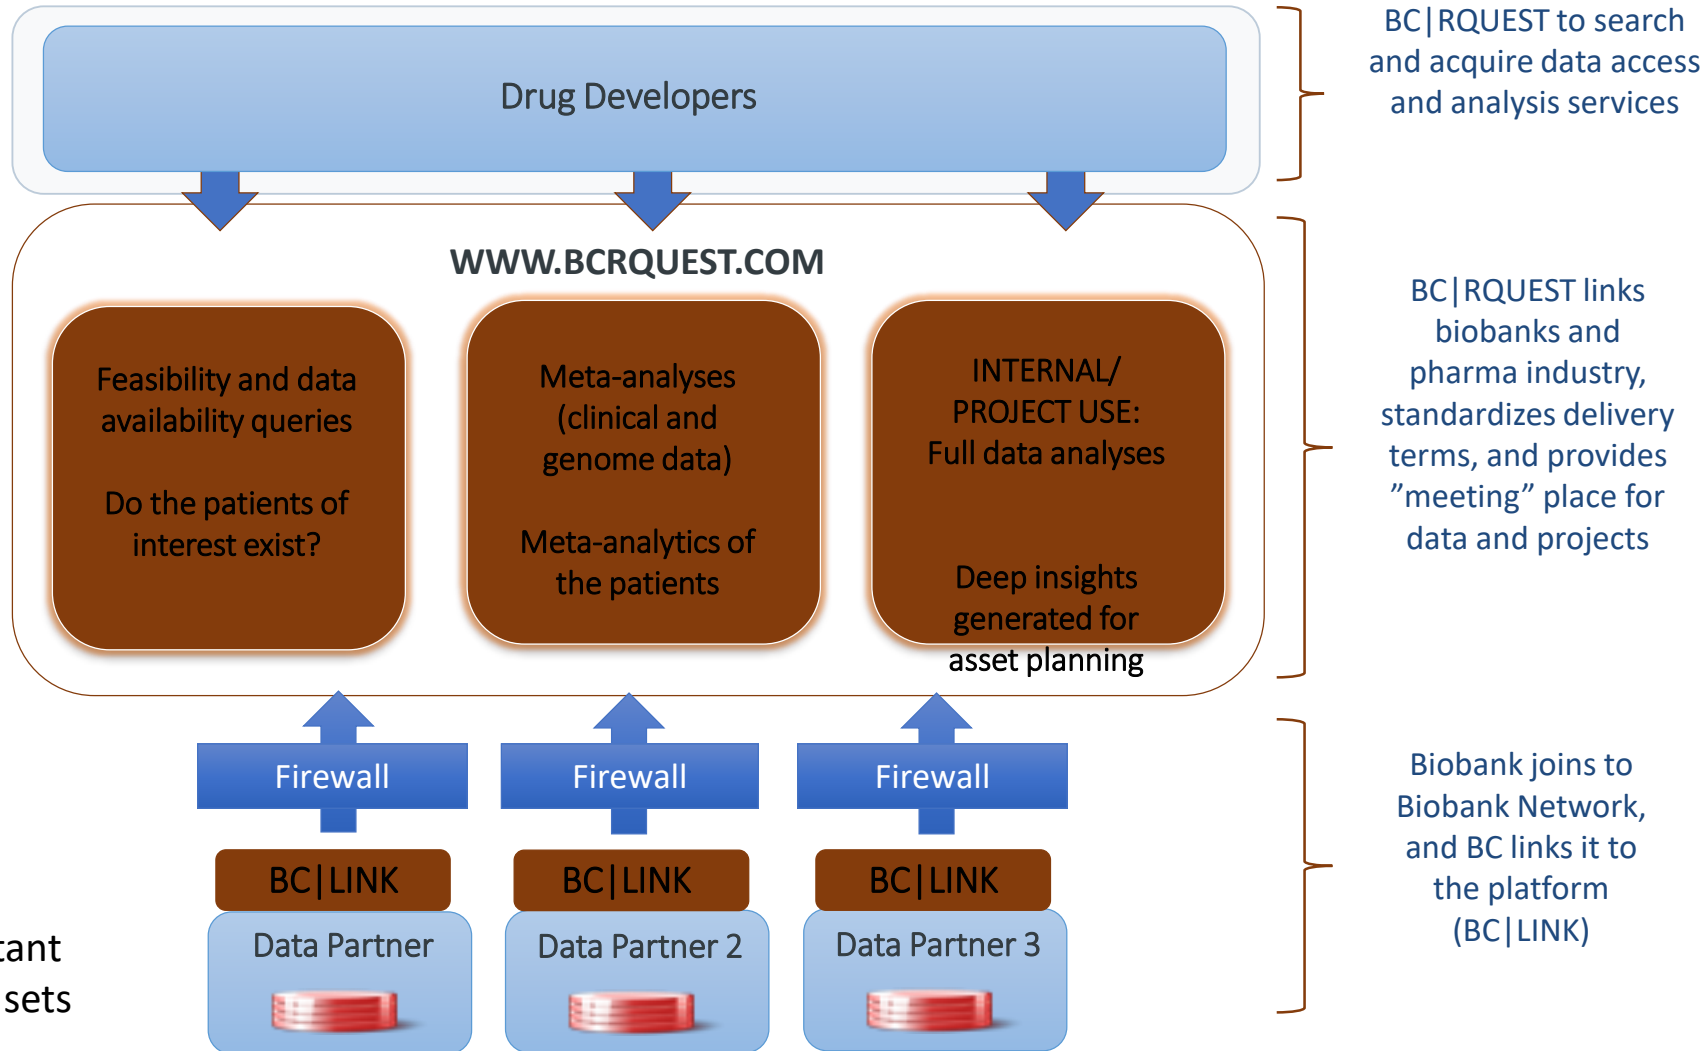 Drug Developers
BC|RQUEST to search
and acquire data access
and analysis services
WWW.BCRQUEST.COM
Feasibility and data
availability queries
Do the patients of
interest exist?
Meta-analyses
(clinical and
genome data)
Meta-analytics of
the patients
INTERNAL/
PROJECT USE:
Full data analyses
Deep insights
generated for
asset planning
BC|RQUEST links
biobanks and
pharma industry,
standardizes delivery
terms, and provides
”meeting” place for
data and projects
Firewall
Firewall
Firewall
BC|LINK
BC|LINK
BC|LINK
Data Partner
Data Partner 2
Data Partner 3
Biobank joins to
Biobank Network,
and BC links it to
the platform
(BC|LINK)
tant
sets